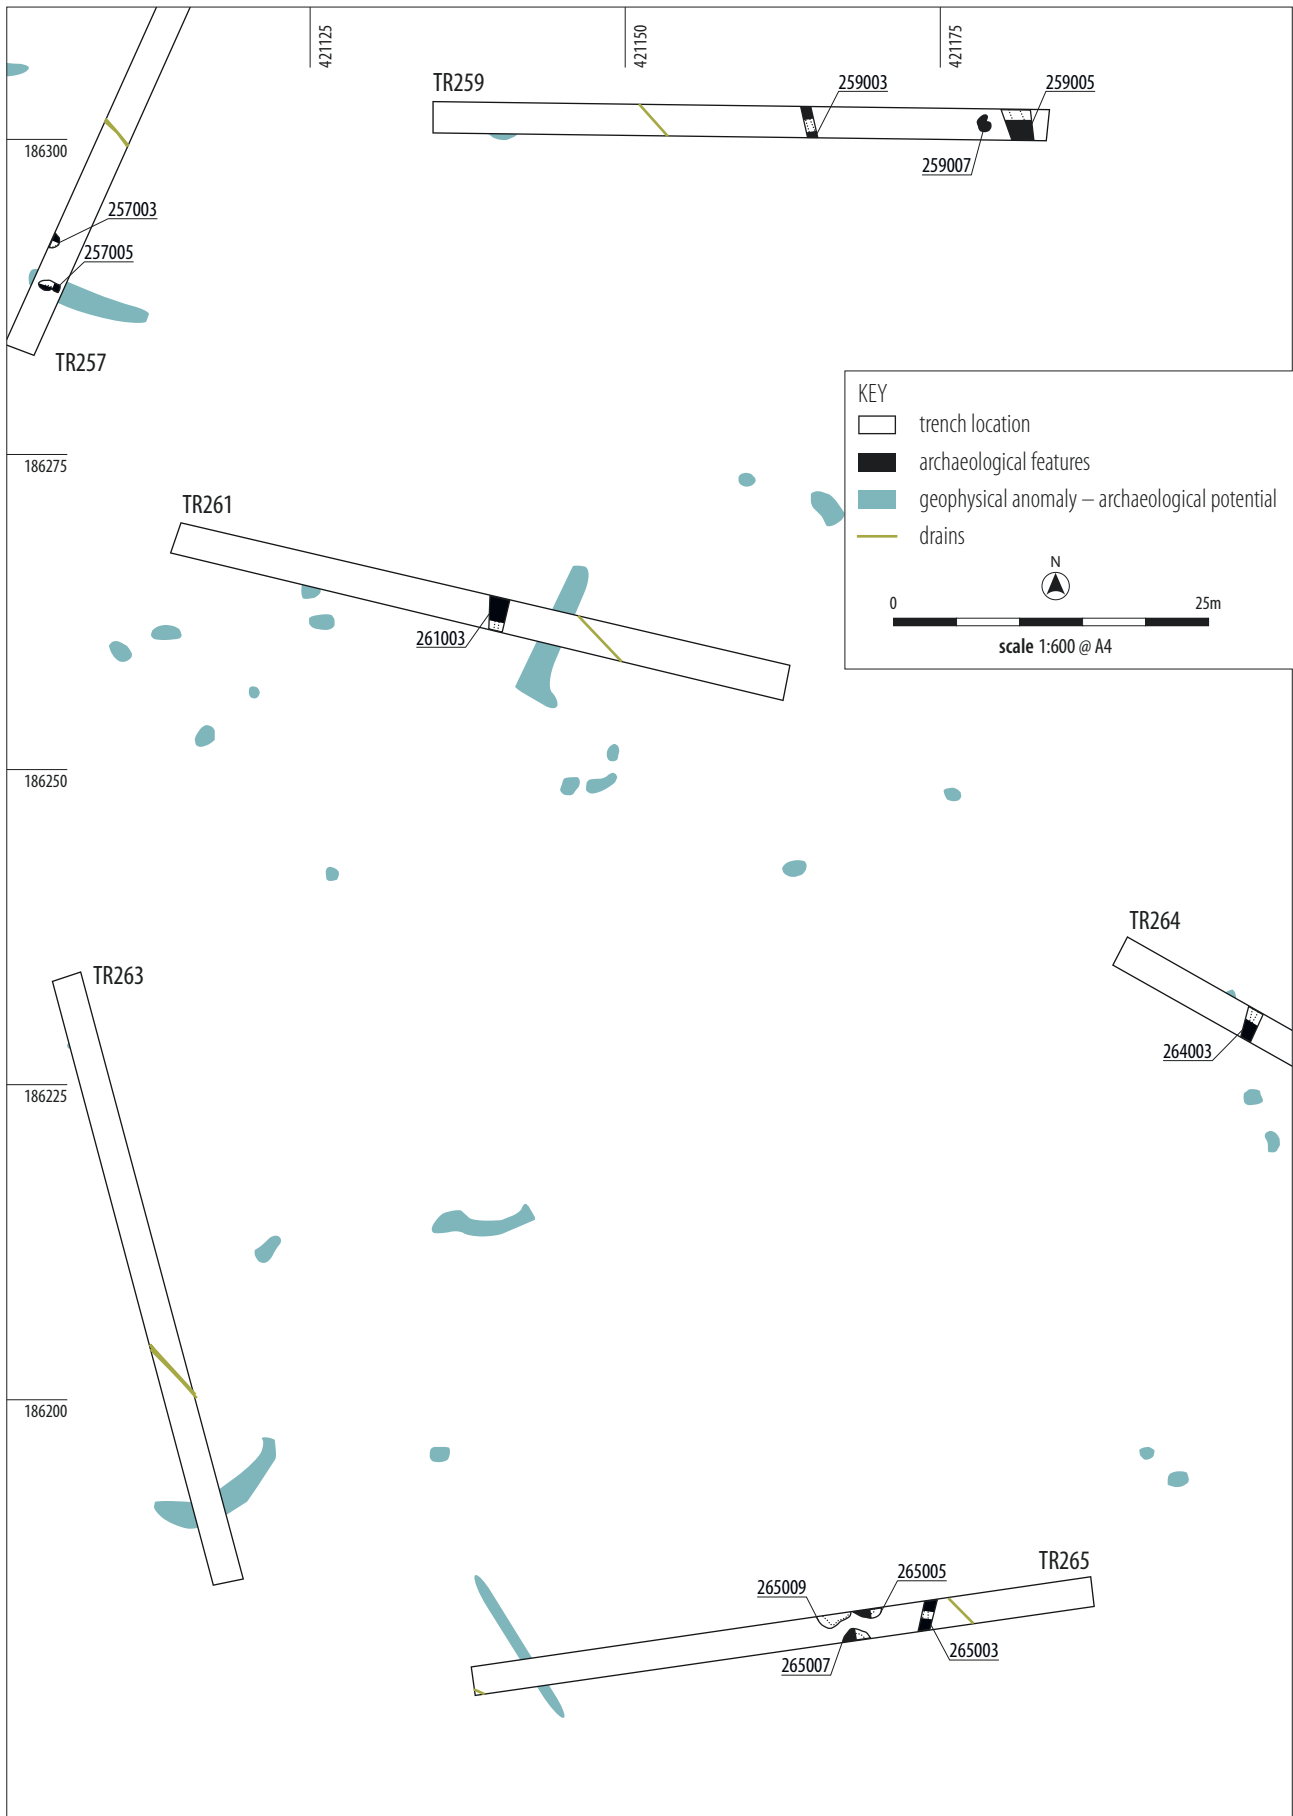 421125
421150
421175
TR259
259003
259005
259007
186300
257003
257005
TR257
KEY
trench location
archaeological features
geophysical anomaly – archaeological potential
drains
N
0 25m
scale 1:600 @ A4
186275
TR261
261003
186250
TR264
264003
TR263
186225
186200
TR265
265005
265009
265003
265007